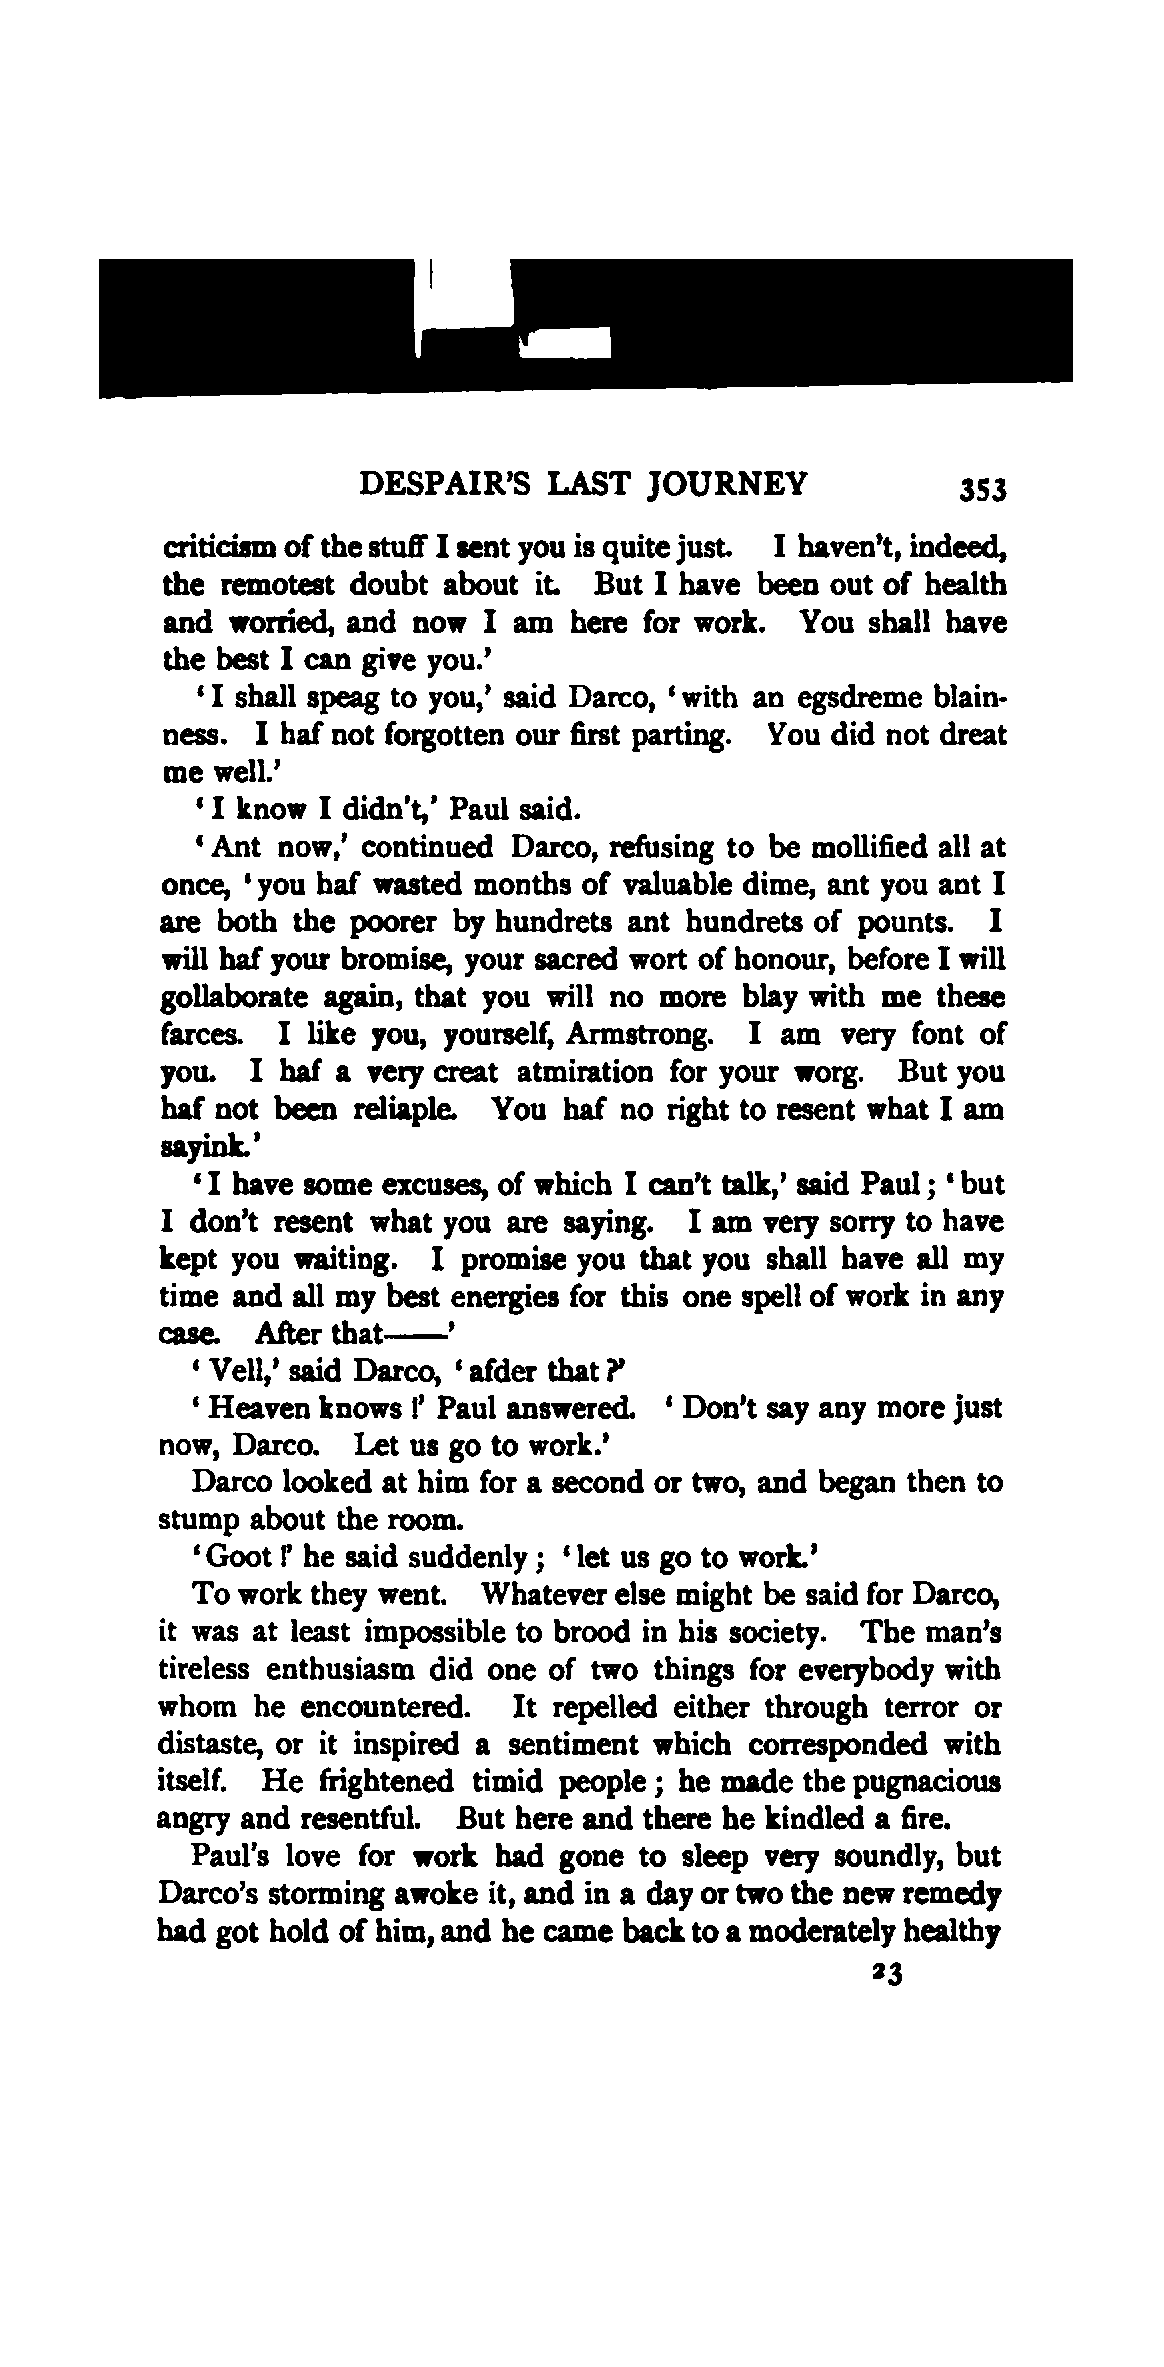 DESPAIR'S LAST JOURNEY 353
criticism of the stuff I sent you is quite just. I haven't, indeed,
the remotest doubt about it. But I have been out of health
and worried, and now I am here for work. You shall have
the best I can give you.'
'I shall speag to you,' said Darco, 'with an egsdreme blain-
ness. I haf not forgotten our first parting. You did not dreat
me well.'
'I know I didn't,' Paul said.
'Ant now,' continued Darco, refusing to be mollified all at
once, 'you haf wasted months of valuable dime, ant you ant I
are both the poorer by hundrets ant hundrets of pounts. I
will haf your bromise, your sacred wort of honour, before I will
gollaborate again, that you will no more blay with me these
farces. I like you, yourself, Armstrong. I am very font of
you. I haf a very creat atmiration for your worg. But you
haf not been reliaple. You haf no right to resent what I am
sayink.'
'I have some excuses, of which I can't talk,' said Paul; 'but
I don't resent what you are saying. I am very sorry to have
kept you waiting. I promise you that you shall have all my
time and all my best energies for this one spell of work in any
case. After that——'
'Vell,' said Darco, 'afder that?'
'Heaven knows!' Paul answered. 'Don't say any more just
now, Darco. Let us go to work.'
Darco looked at him for a second or two, and began then to
stump about the room.
'Goot!' he said suddenly; 'let us go to work.'
To work they went. Whatever else might be said for Darco,
it was at least impossible to brood in his society. The man's
tireless enthusiasm did one of two things for everybody with
whom he encountered. It repelled either through terror or
distaste, or it inspired a sentiment which corresponded with
itself. He frightened timid people; he made the pugnacious
angry and resentful. But here and there he kindled a fire.
Paul's love for work had gone to sleep very soundly, but
Darco's storming awoke it, and in a day or two the new remedy
had got hold of him, and he came back to a moderately healthy
23